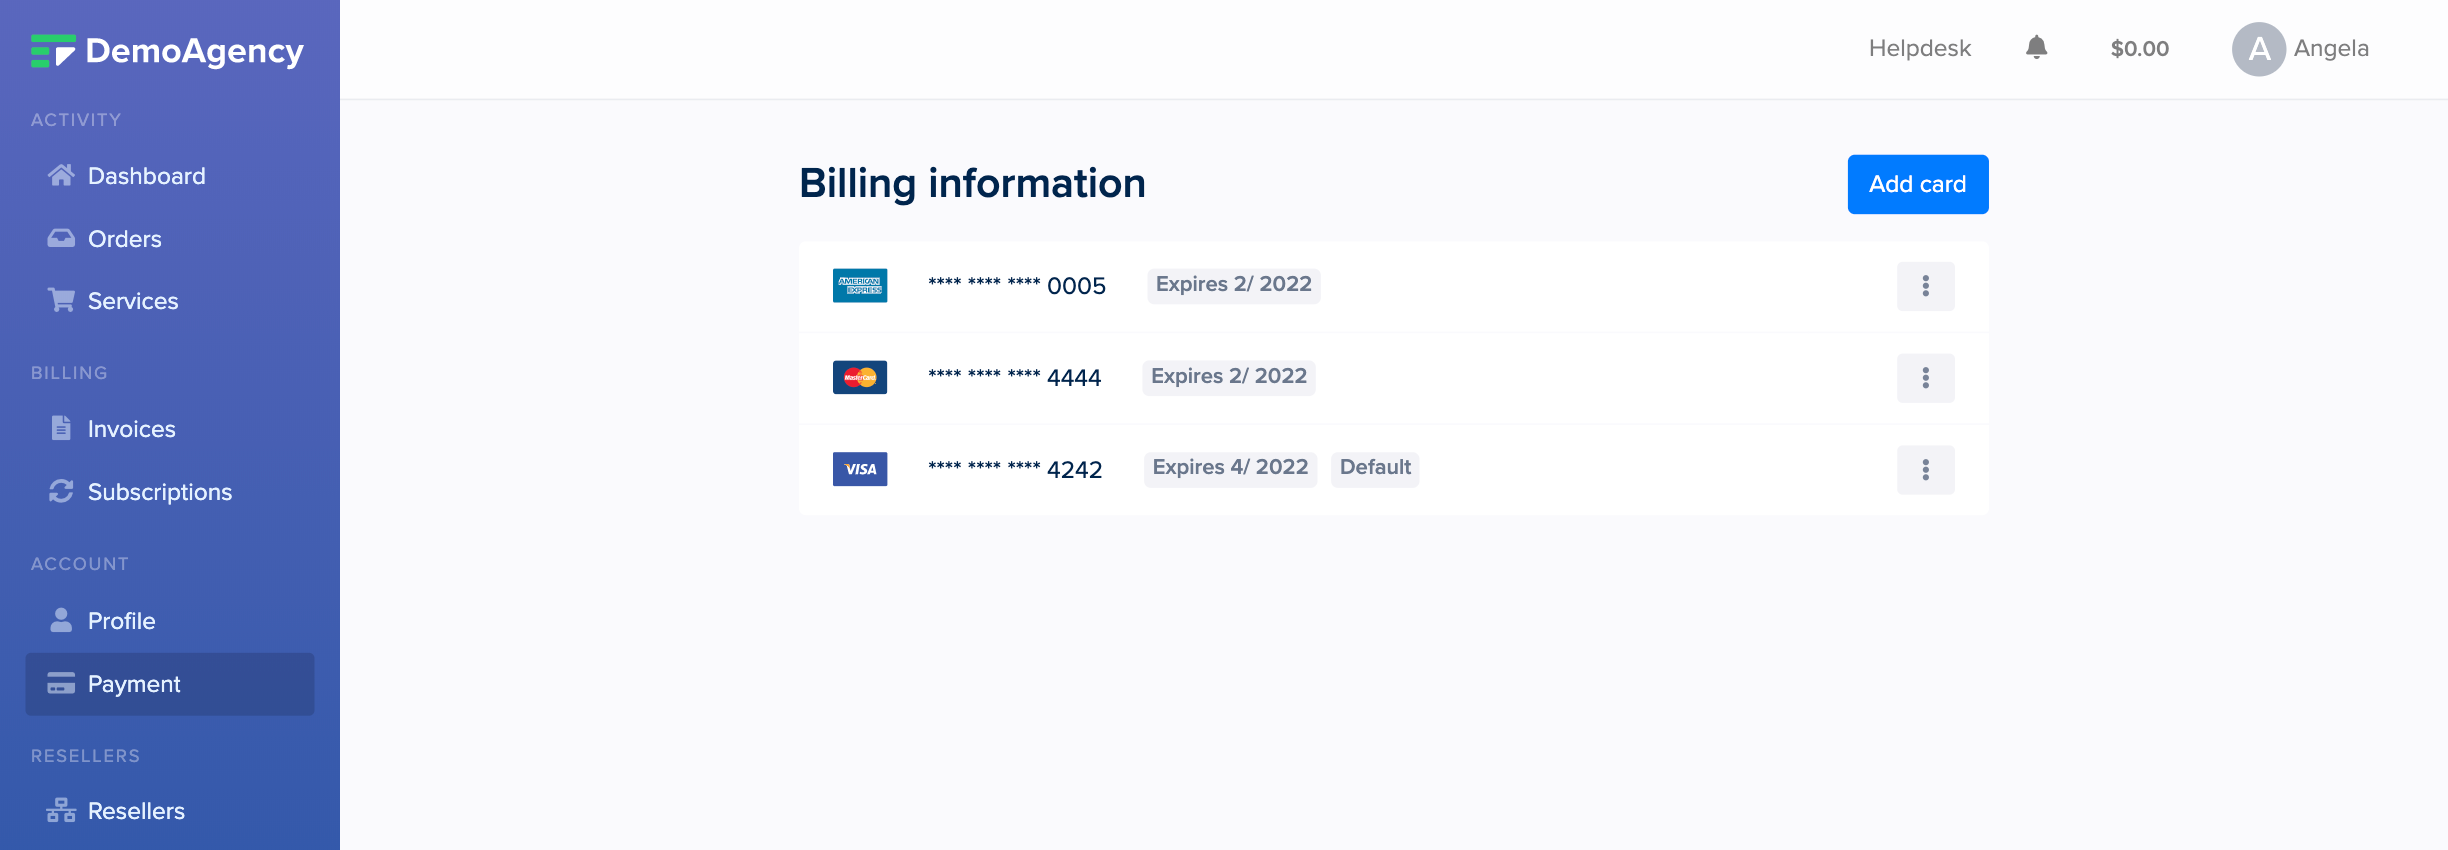 DemoAgency
Helpdesk
$0.00
A
Angela
ACTIVITY
Dashboard
Orders
Services
BILLING
Invoices
Subscriptions
ACCOUNT
Profile
Payment
RESELLERS
Resellers
Billing information
Add card
AMERICAN EXPRESS
**** **** **** 0005
Expires 2/ 2022
MasterCard
**** **** **** 4444
Expires 2/ 2022
VISA
**** **** **** 4242
Expires 4/ 2022
Default